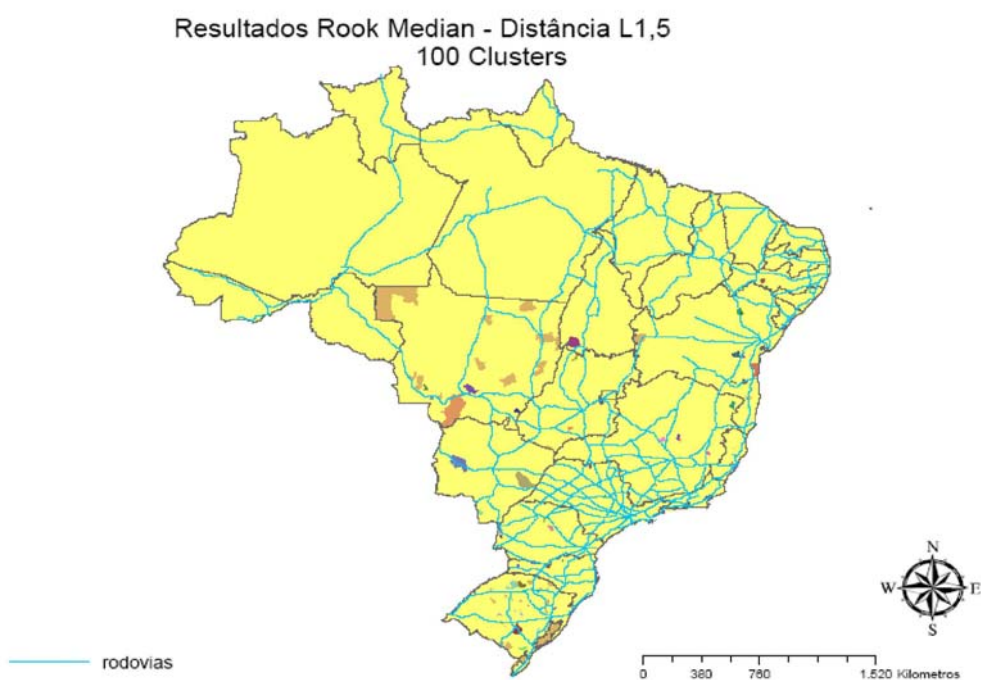 Resultados Rook Median - Distância L1,5
100 Clusters
N
W E
S
rodovias
0 380 760 1.520 Kilometros